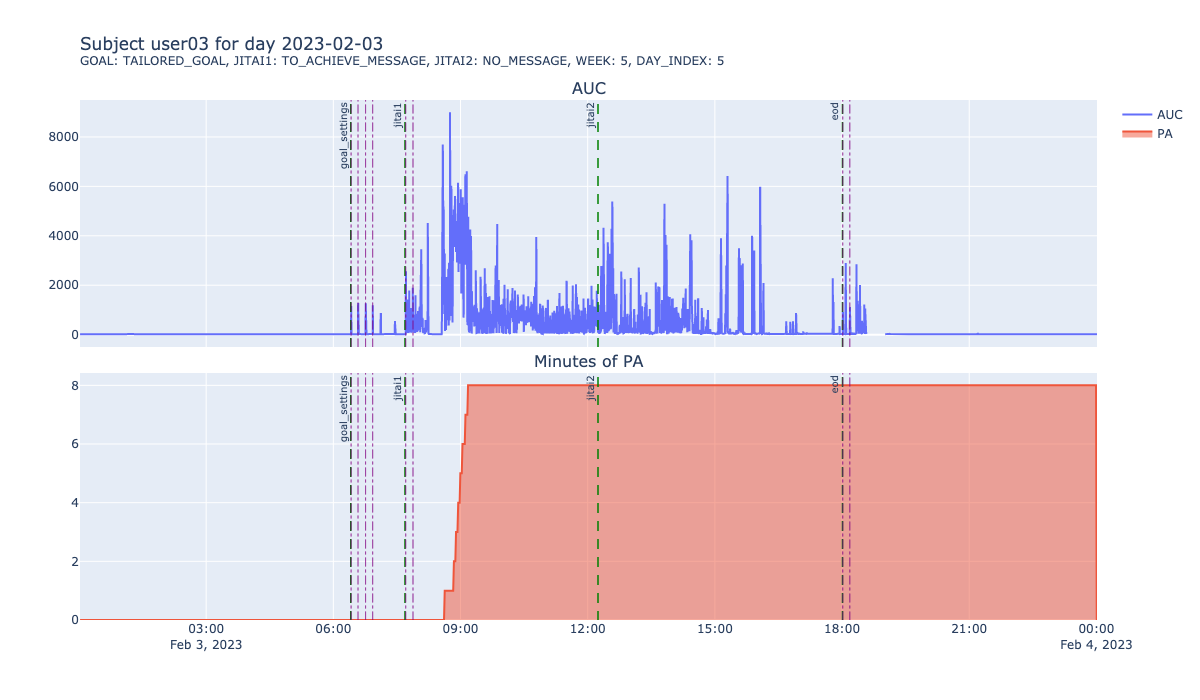 Subject user03 for day 2023-02-03
GOAL: TAILORED_GOAL, JITAI1: TO_ACHIEVE_MESSAGE, JITAI2: NO_MESSAGE, WEEK: 5, DAY_INDEX: 5
AUC
goal_settings
jitai1
jitai2
eod
8000
6000
4000
2000
0
AUC
PA
Minutes of PA
goal_settings
jitai1
jitai2
eod
8
6
4
2
0
03:00 06:00 09:00 12:00 15:00 18:00 21:00 00:00
Feb 3, 2023 Feb 4, 2023